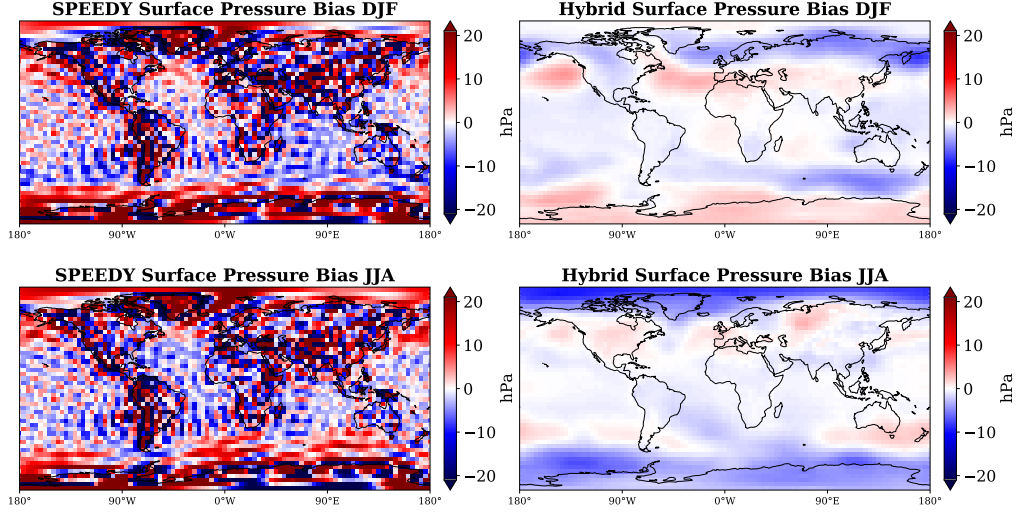 SPEEDY Surface Pressure Bias DJF
20
10
0
−10
−20
hPa
180° 90°W 0°W 90°E 180°
Hybrid Surface Pressure Bias DJF
20
10
0
−10
−20
hPa
180° 90°W 0°W 90°E 180°
SPEEDY Surface Pressure Bias JJA
20
10
0
−10
−20
hPa
180° 90°W 0°W 90°E 180°
Hybrid Surface Pressure Bias JJA
20
10
0
−10
−20
hPa
180° 90°W 0°W 90°E 180°